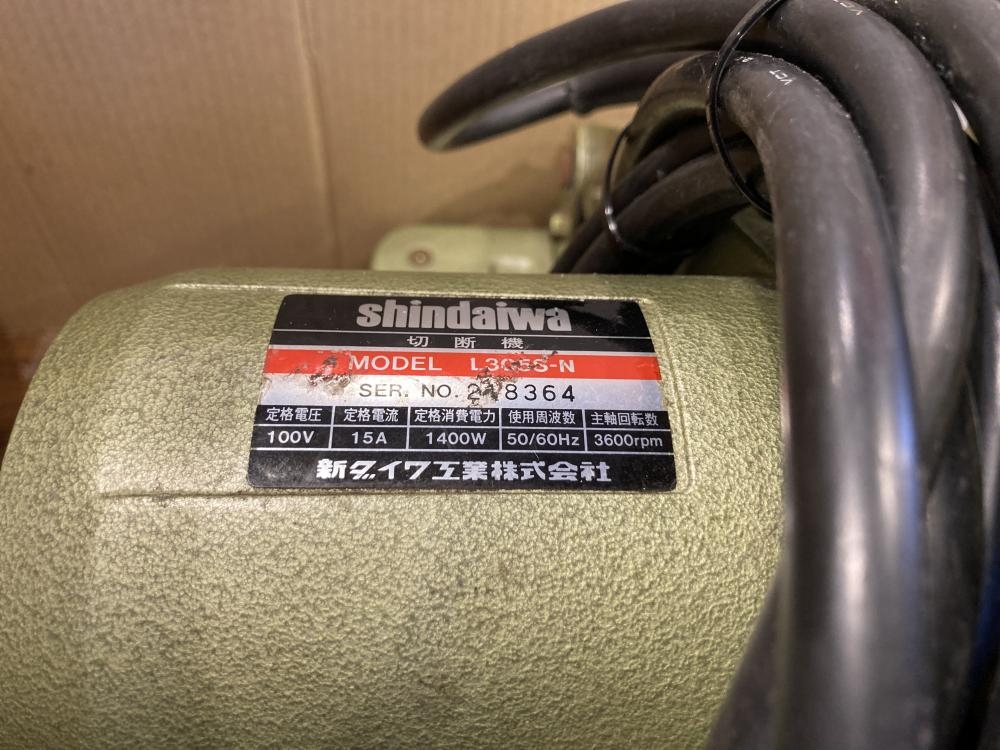 shindaiwa
切断機
MODEL
SER. NO.
定格電圧 定格電流 定格消費電力 使用周波数 主軸回転数
100V 15A 1400W 50/60Hz 3600rpm
新ダイワ工業株式会社
VCT
VCT